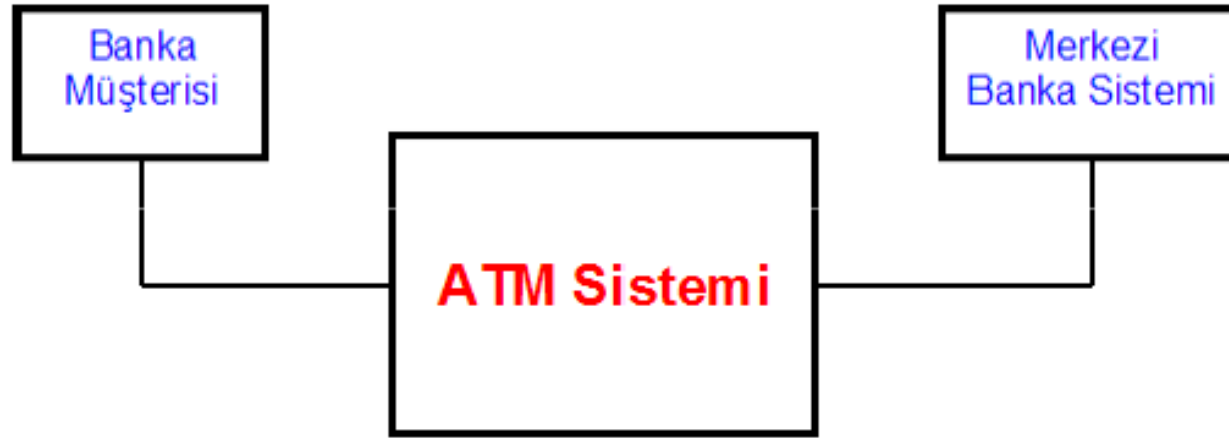 Banka
Müşterisi
Merkezi
Banka Sistemi
ATM Sistemi